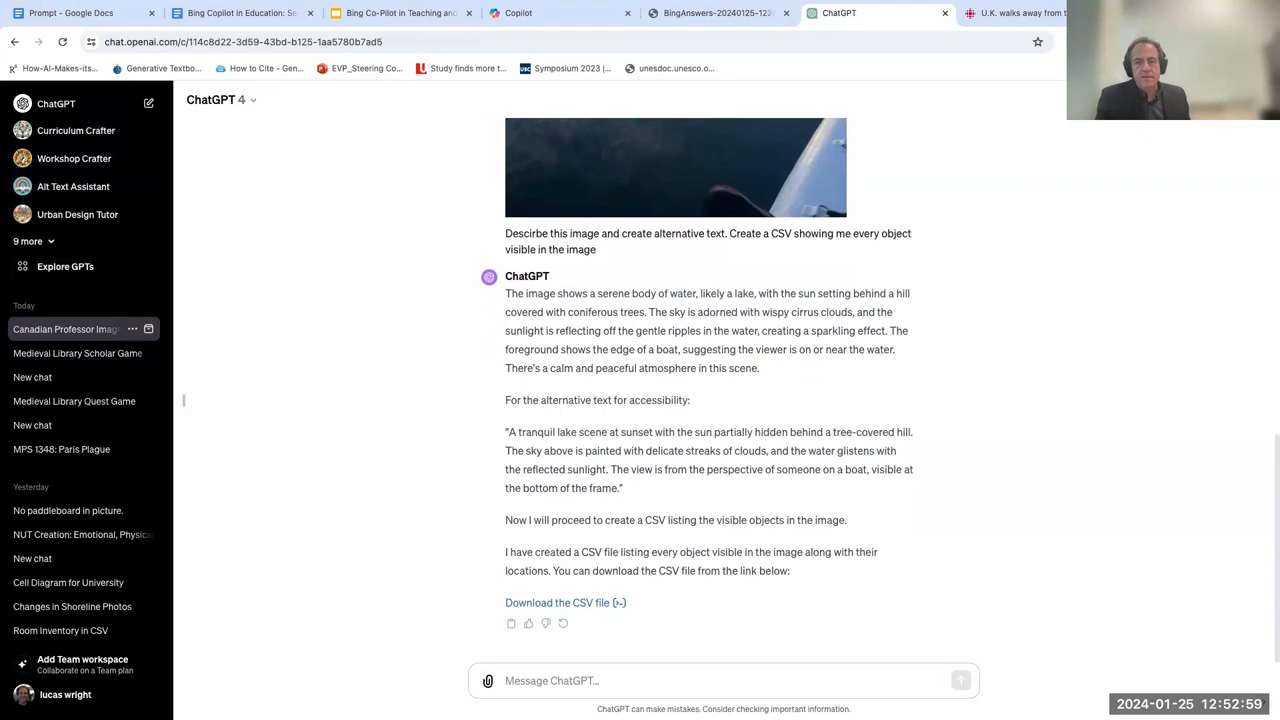 Prompts - Google Docs
Bing Copilot in Education: Se
Bing Co-Pilot in Teaching an
Copilot
BingAnswers-20240125-122
ChatGPT
U.K. walks away from t
chat.openai.com/c/114c8d22-3d59-43bd-b125-1aa5780b7ad5
How-AI-Makes-its...
Generative Textbo...
How to Cite - Gen...
EVP_Steering Co...
Study finds more t...
Symposium 2023 |...
unesdoc.unesco.o...
ChatGPT
ChatGPT 4
Curriculum Crafter
Workshop Crafter
Alt Text Assistant
Urban Design Tutor
9 more
Explore GPTs
Today
Canadian Professor Imag
Medieval Library Scholar Game
New chat
Medieval Library Quest Game
New chat
MPS 1348: Paris Plague
Yesterday
No paddleboard in picture.
NUT Creation: Emotional, Physica
New chat
Cell Diagram for University
Changes in Shoreline Photos
Room Inventory in CSV
Add Team workspace
Collaborate on a Team plan
lucas wright
Descirbe this image and create alternative text. Create a CSV showing me every object
visible in the image
ChatGPT
The image shows a serene body of water, likely a lake, with the sun setting behind a hill
covered with coniferous trees. The sky is adorned with wispy cirrus clouds, and the
sunlight is reflecting off the gentle ripples in the water, creating a sparkling effect. The
foreground shows the edge of a boat, suggesting the viewer is on or near the water.
There's a calm and peaceful atmosphere in this scene.
For the alternative text for accessibility:
"A tranquil lake scene at sunset with the sun partially hidden behind a tree-covered hill.
The sky above is painted with delicate streaks of clouds, and the water glistens with
the reflected sunlight. The view is from the perspective of someone on a boat, visible at
the bottom of the frame."
Now I will proceed to create a CSV listing the visible objects in the image.
I have created a CSV file listing every object visible in the image along with their
locations. You can download the CSV file from the link below:
Download the CSV file [>-]
Message ChatGPT...
ChatGPT can make mistakes. Consider checking important information.
2024-01-25 12:52:59